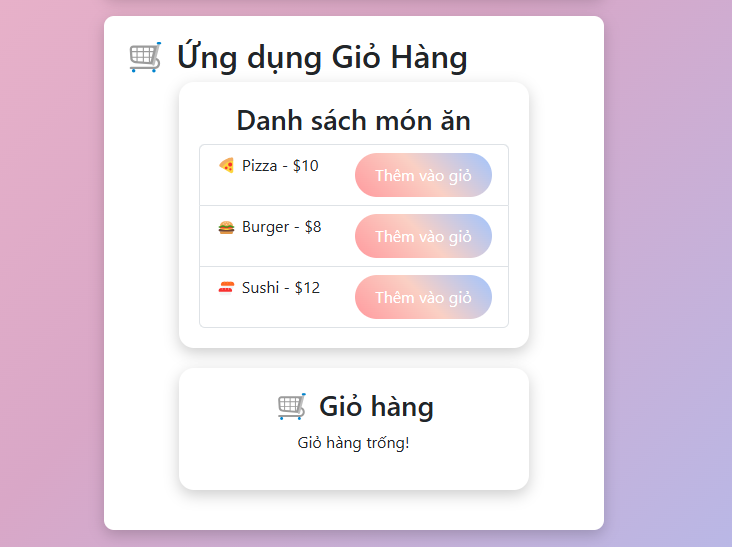 🛒 Ứng dụng Giỏ Hàng
Danh sách món ăn
🍕 Pizza - $10
Thêm vào giỏ
🍔 Burger - $8
Thêm vào giỏ
🍣 Sushi - $12
Thêm vào giỏ
🛒 Giỏ hàng
Giỏ hàng trống!